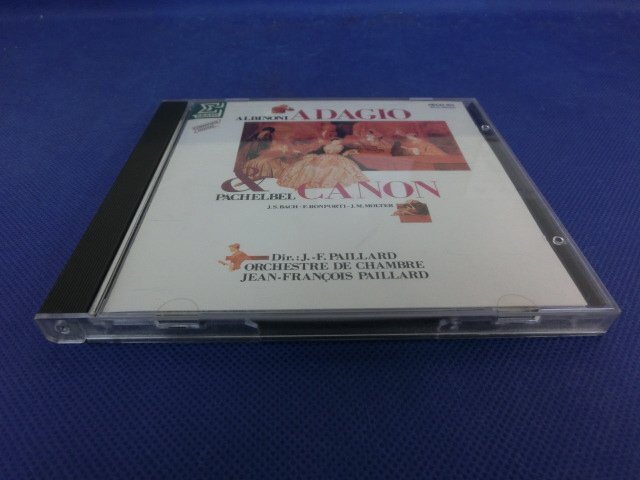 ALBINONI ADAGIO
&
PACHELBEL CANON
J.S. BACH - F. BONPORTI - J.M. MOLTER
Dir.: J.-F. PAILLARD
ORCHESTRE DE CHAMBRE
JEAN-FRANÇOIS PAILLARD